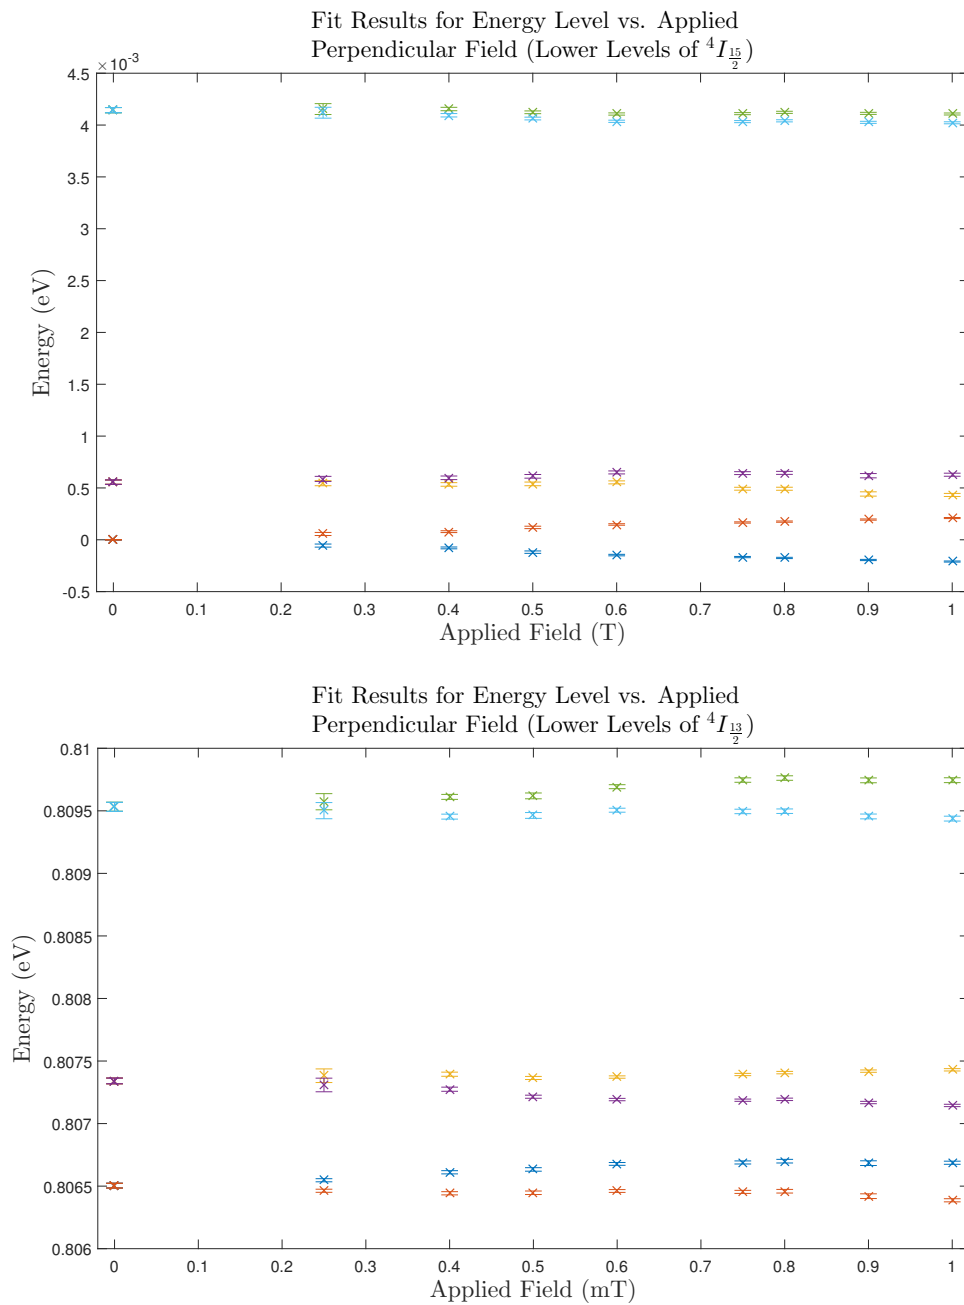 Fit Results for Energy Level vs. Applied
Perpendicular Field (Lower Levels of ⁴I₁₅/₂)
×10⁻³
4.5
4
3.5
3
2.5
2
1.5
1
0.5
0
-0.5
Energy (eV)
0 0.1 0.2 0.3 0.4 0.5 0.6 0.7 0.8 0.9 1
Applied Field (T)
Fit Results for Energy Level vs. Applied
Perpendicular Field (Lower Levels of ⁴I₁₃/₂)
0.81
0.8095
0.809
0.8085
0.808
0.8075
0.807
0.8065
0.806
Energy (eV)
0 0.1 0.2 0.3 0.4 0.5 0.6 0.7 0.8 0.9 1
Applied Field (mT)